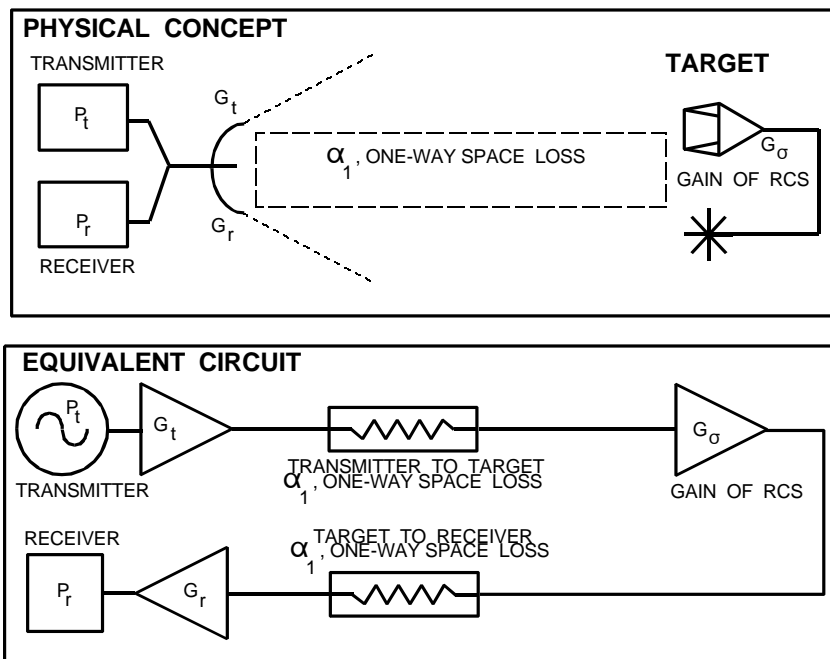 PHYSICAL CONCEPT
TRANSMITTER
TARGET
Pt
Gt
α1, ONE-WAY SPACE LOSS
Gσ
GAIN OF RCS
Pr
Gr
RECEIVER
EQUIVALENT CIRCUIT
Pt
Gt
Gσ
TRANSMITTER TO TARGET
TRANSMITTER
α1, ONE-WAY SPACE LOSS
GAIN OF RCS
RECEIVER
TARGET TO RECEIVER
α1, ONE-WAY SPACE LOSS
Pr
Gr